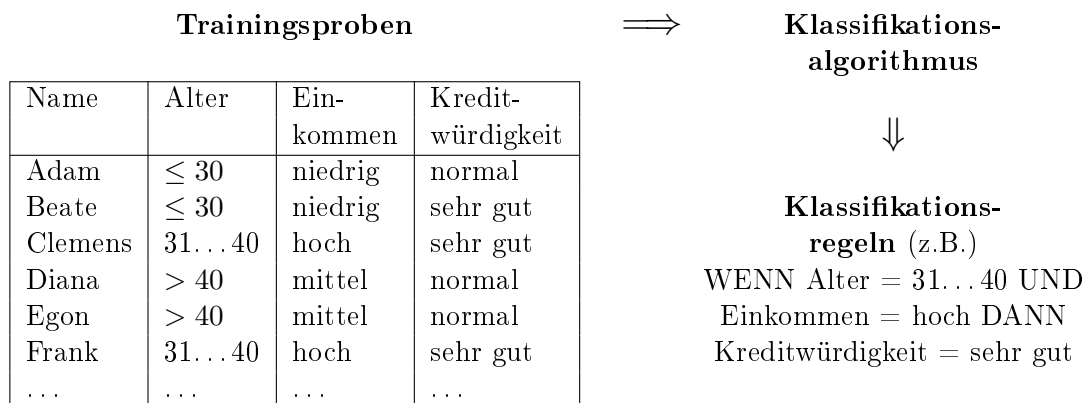 Trainingsproben ⟹ Klassifikations-
algorithmus
Name Alter Ein- Kredit-
kommen würdigkeit
Adam ≤ 30 niedrig normal
Beate ≤ 30 niedrig sehr gut
Clemens 31...40 hoch sehr gut
Diana > 40 mittel normal
Egon > 40 mittel normal
Frank 31...40 hoch sehr gut
... ... ... ...
⇓
Klassifikations-
regeln (z.B.)
WENN Alter = 31...40 UND
Einkommen = hoch DANN
Kreditwürdigkeit = sehr gut